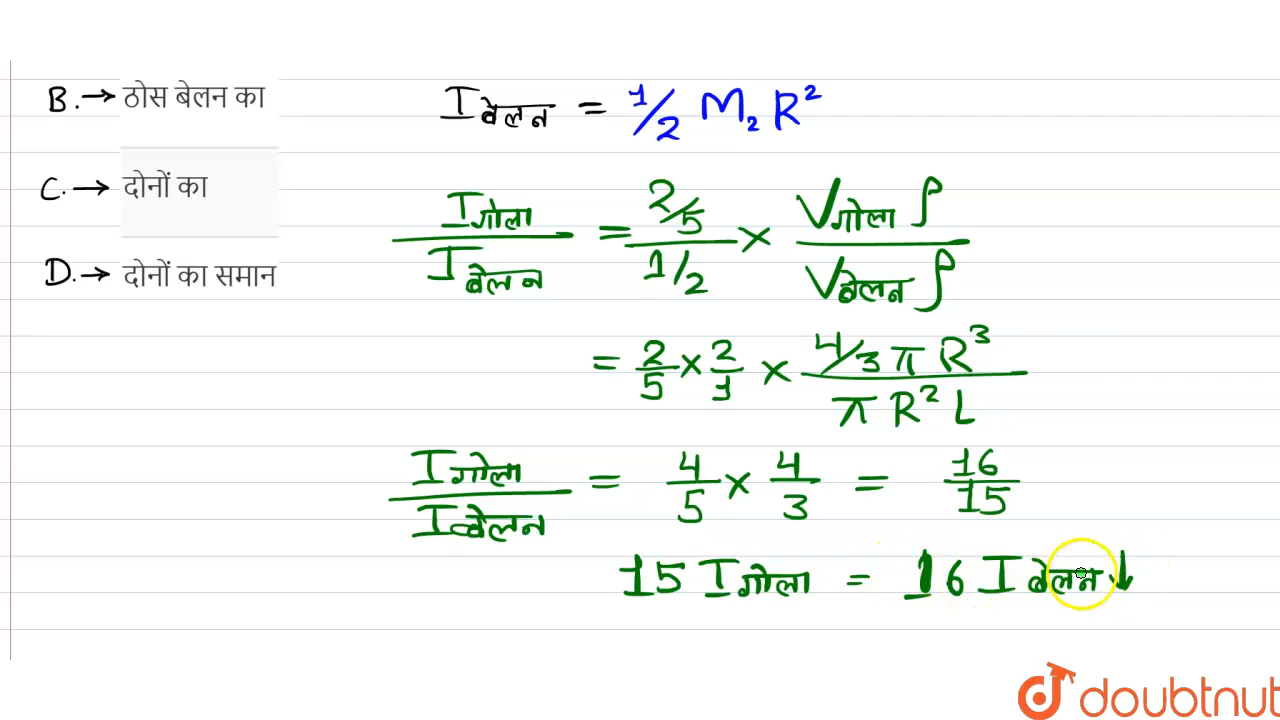 B. → ठोस बेलन का
I बेलन = 1/2 M₂ R²
C. → दोनों का
I गोला / I बेलन = (2/5) / (1/2) × V गोला ρ / V बेलन ρ
D. → दोनों का समान
= 2/5 × 2/1 × (4/3 π R³) / (π R² L)
I गोला / I बेलन = 4/5 × 4/3 = 16/15
15 I गोला = 16 I बेलन ↓
doubtnut